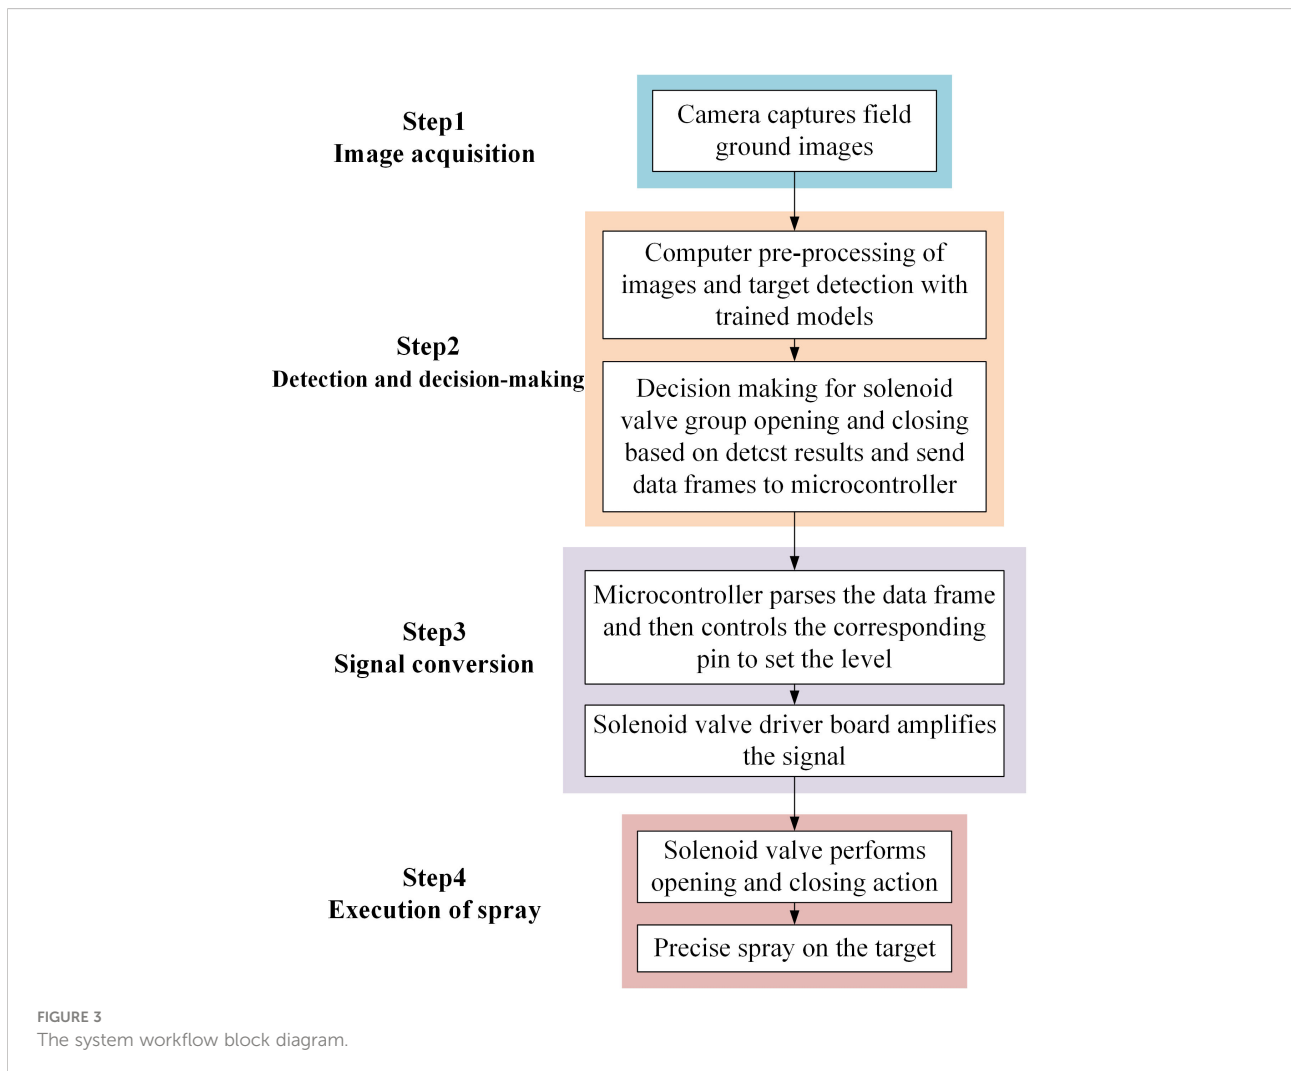 Step1
Image acquisition
Camera captures field
ground images
Step2
Detection and decision-making
Computer pre-processing of
images and target detection with
trained models
Decision making for solenoid
valve group opening and closing
based on detcst results and send
data frames to microcontroller
Step3
Signal conversion
Microcontroller parses the data frame
and then controls the corresponding
pin to set the level
Solenoid valve driver board amplifies
the signal
Step4
Execution of spray
Solenoid valve performs
opening and closing action
Precise spray on the target
FIGURE 3
The system workflow block diagram.